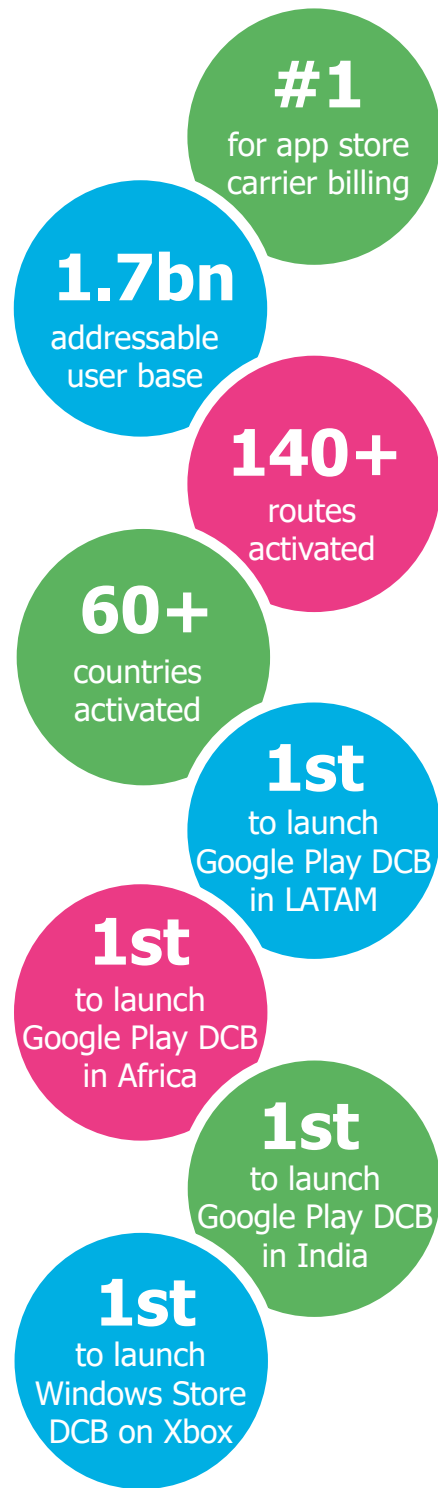 #1
for app store
carrier billing
1.7bn
addressable
user base
140+
routes
activated
60+
countries
activated
1st
to launch
Google Play DCB
in LATAM
1st
to launch
Google Play DCB
in Africa
1st
to launch
Google Play DCB
in India
1st
to launch
Windows Store
DCB on Xbox